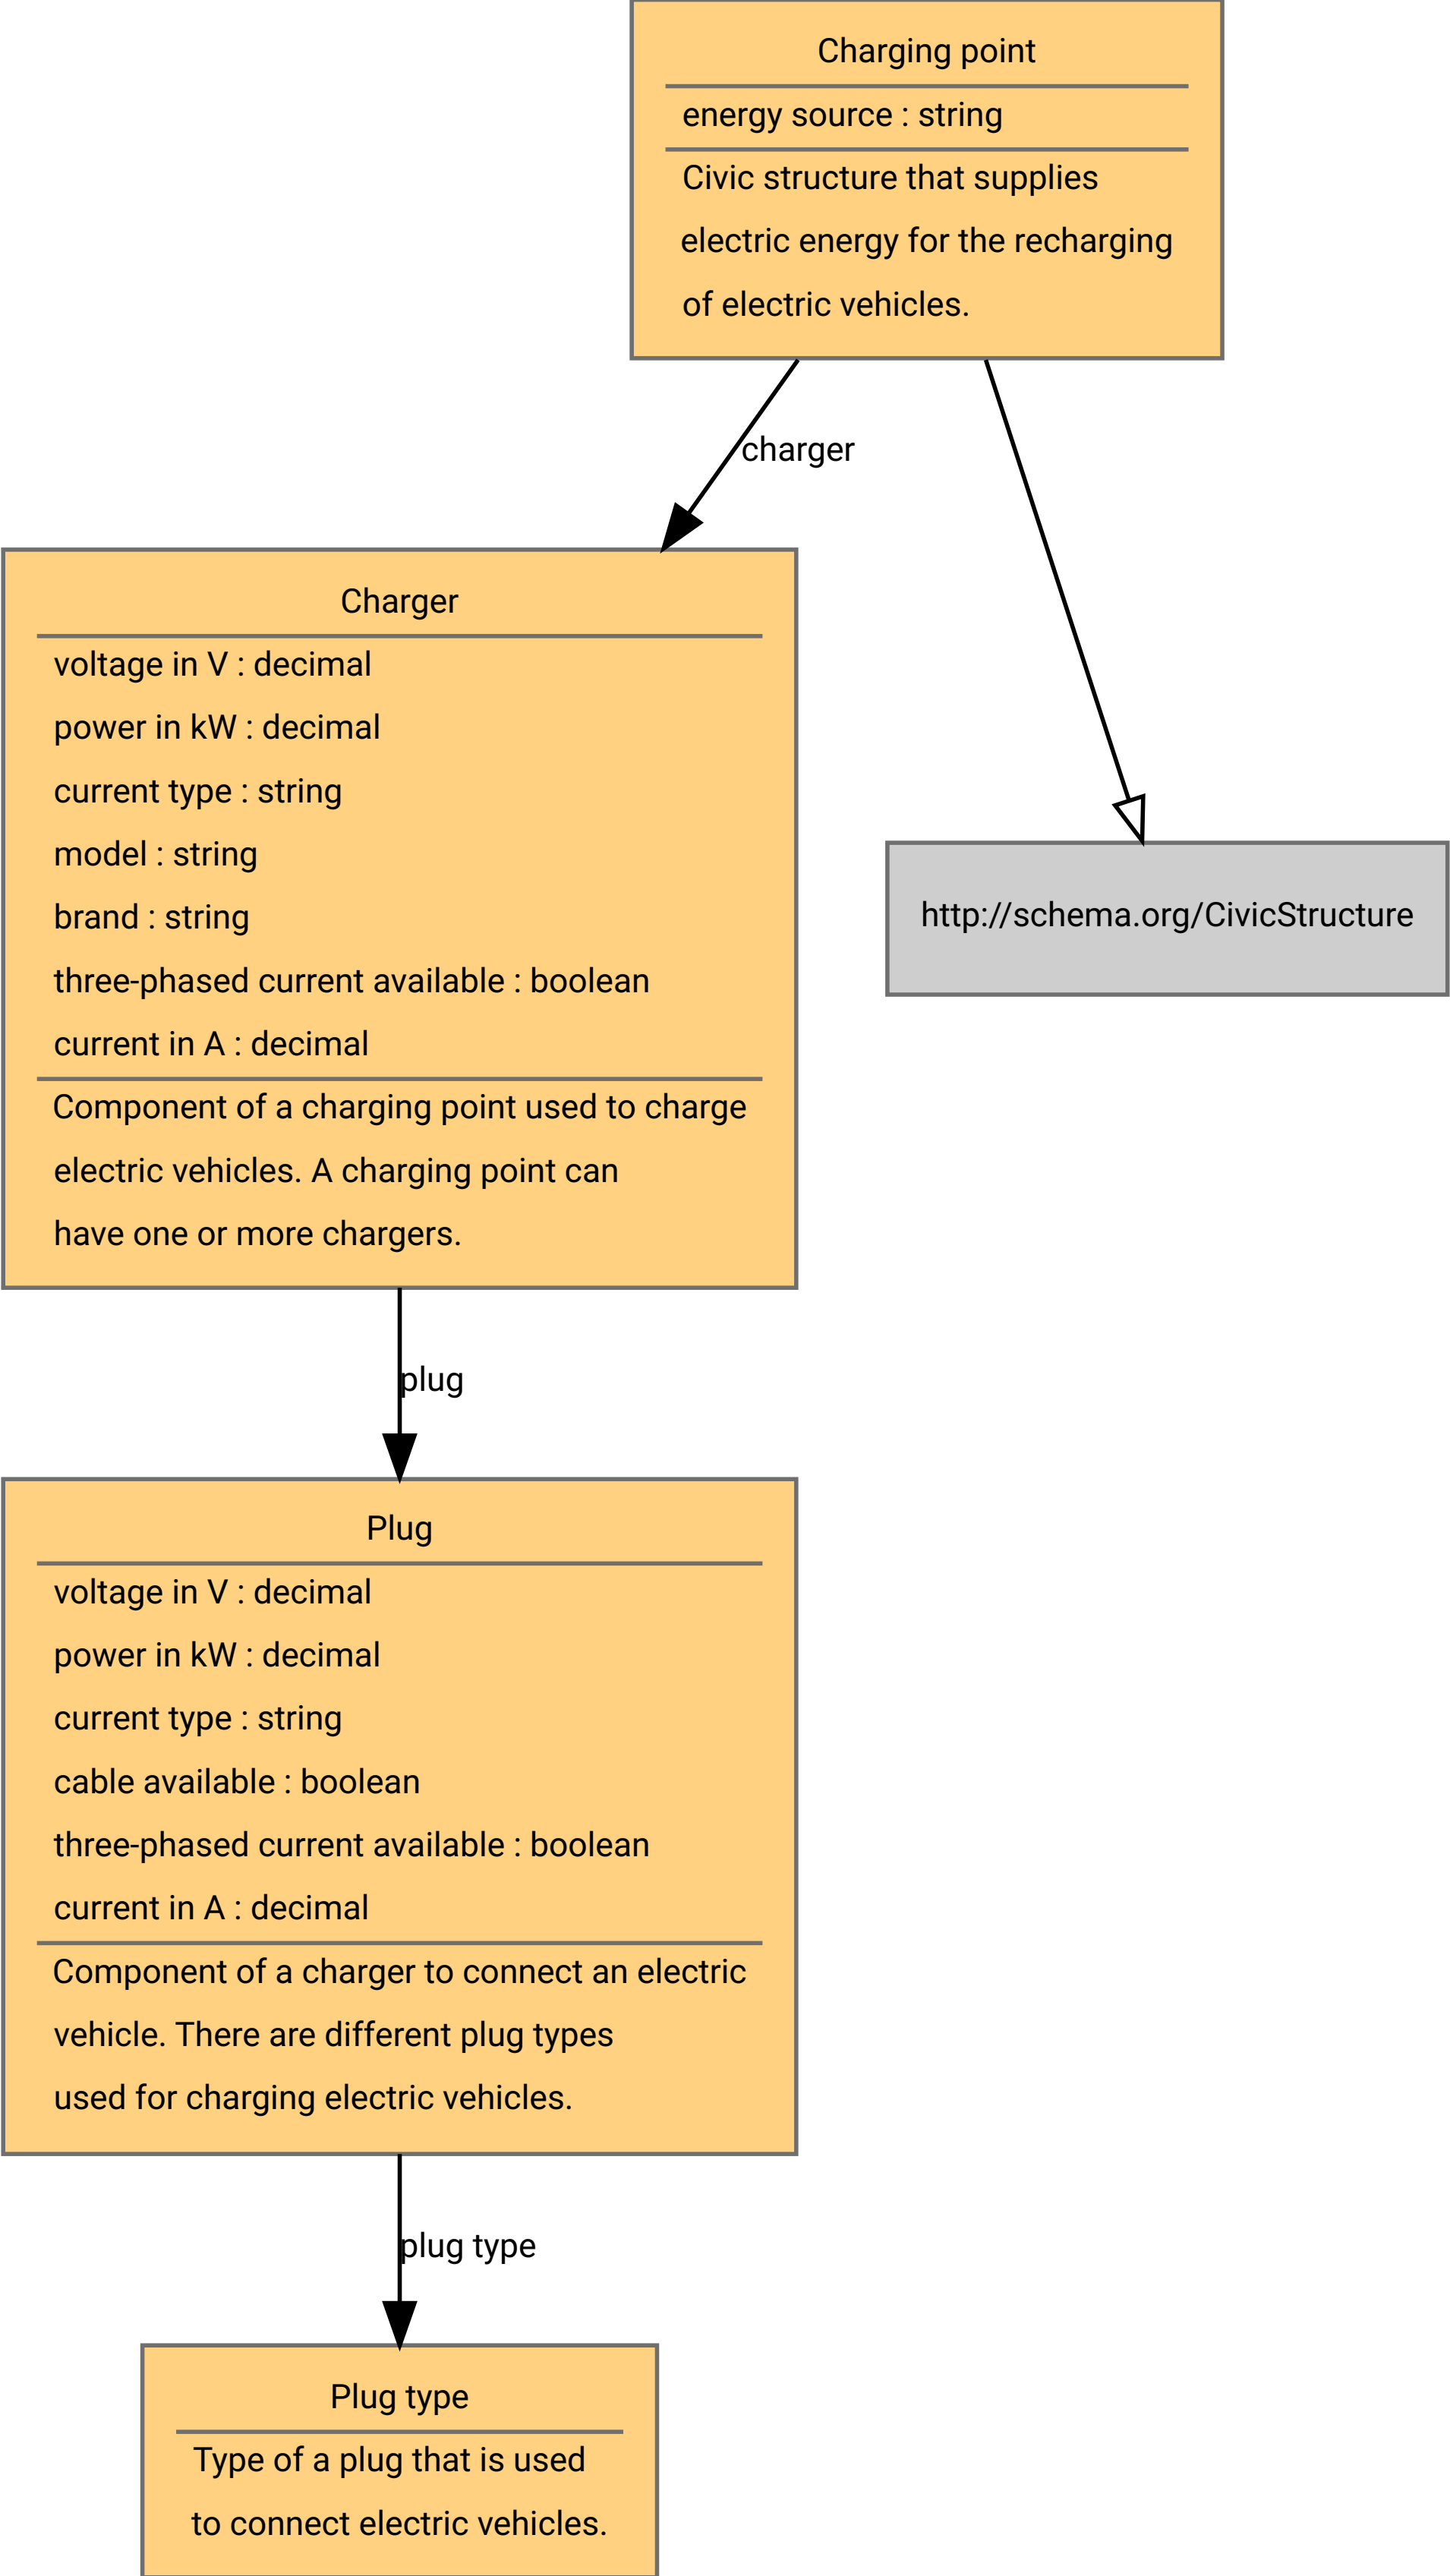 Charging point
energy source : string
Civic structure that supplies
electric energy for the recharging
of electric vehicles.
charger
Charger
voltage in V : decimal
power in kW : decimal
current type : string
model : string
brand : string
three-phased current available : boolean
current in A : decimal
Component of a charging point used to charge
electric vehicles. A charging point can
have one or more chargers.
http://schema.org/CivicStructure
plug
Plug
voltage in V : decimal
power in kW : decimal
current type : string
cable available : boolean
three-phased current available : boolean
current in A : decimal
Component of a charger to connect an electric
vehicle. There are different plug types
used for charging electric vehicles.
plug type
Plug type
Type of a plug that is used
to connect electric vehicles.